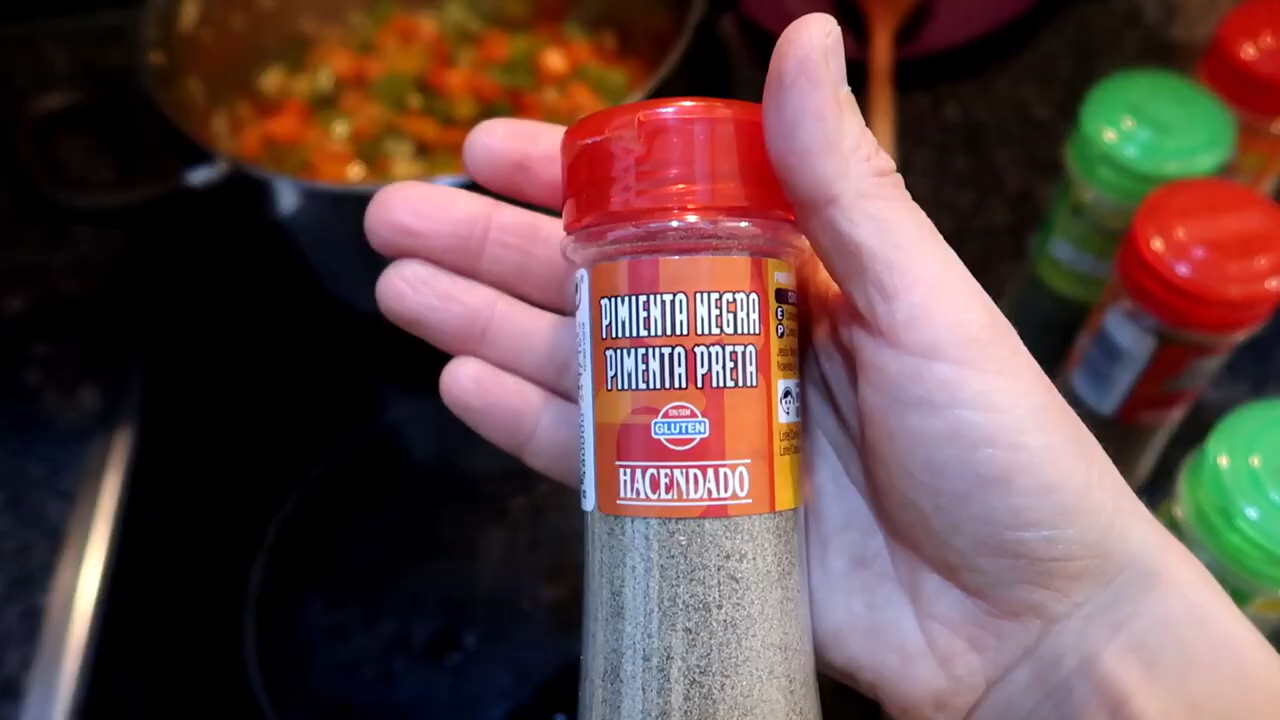 PIMIENTA NEGRA
PIMENTA PRETA
SIN/SEM
GLUTEN
HACENDADO
E
P